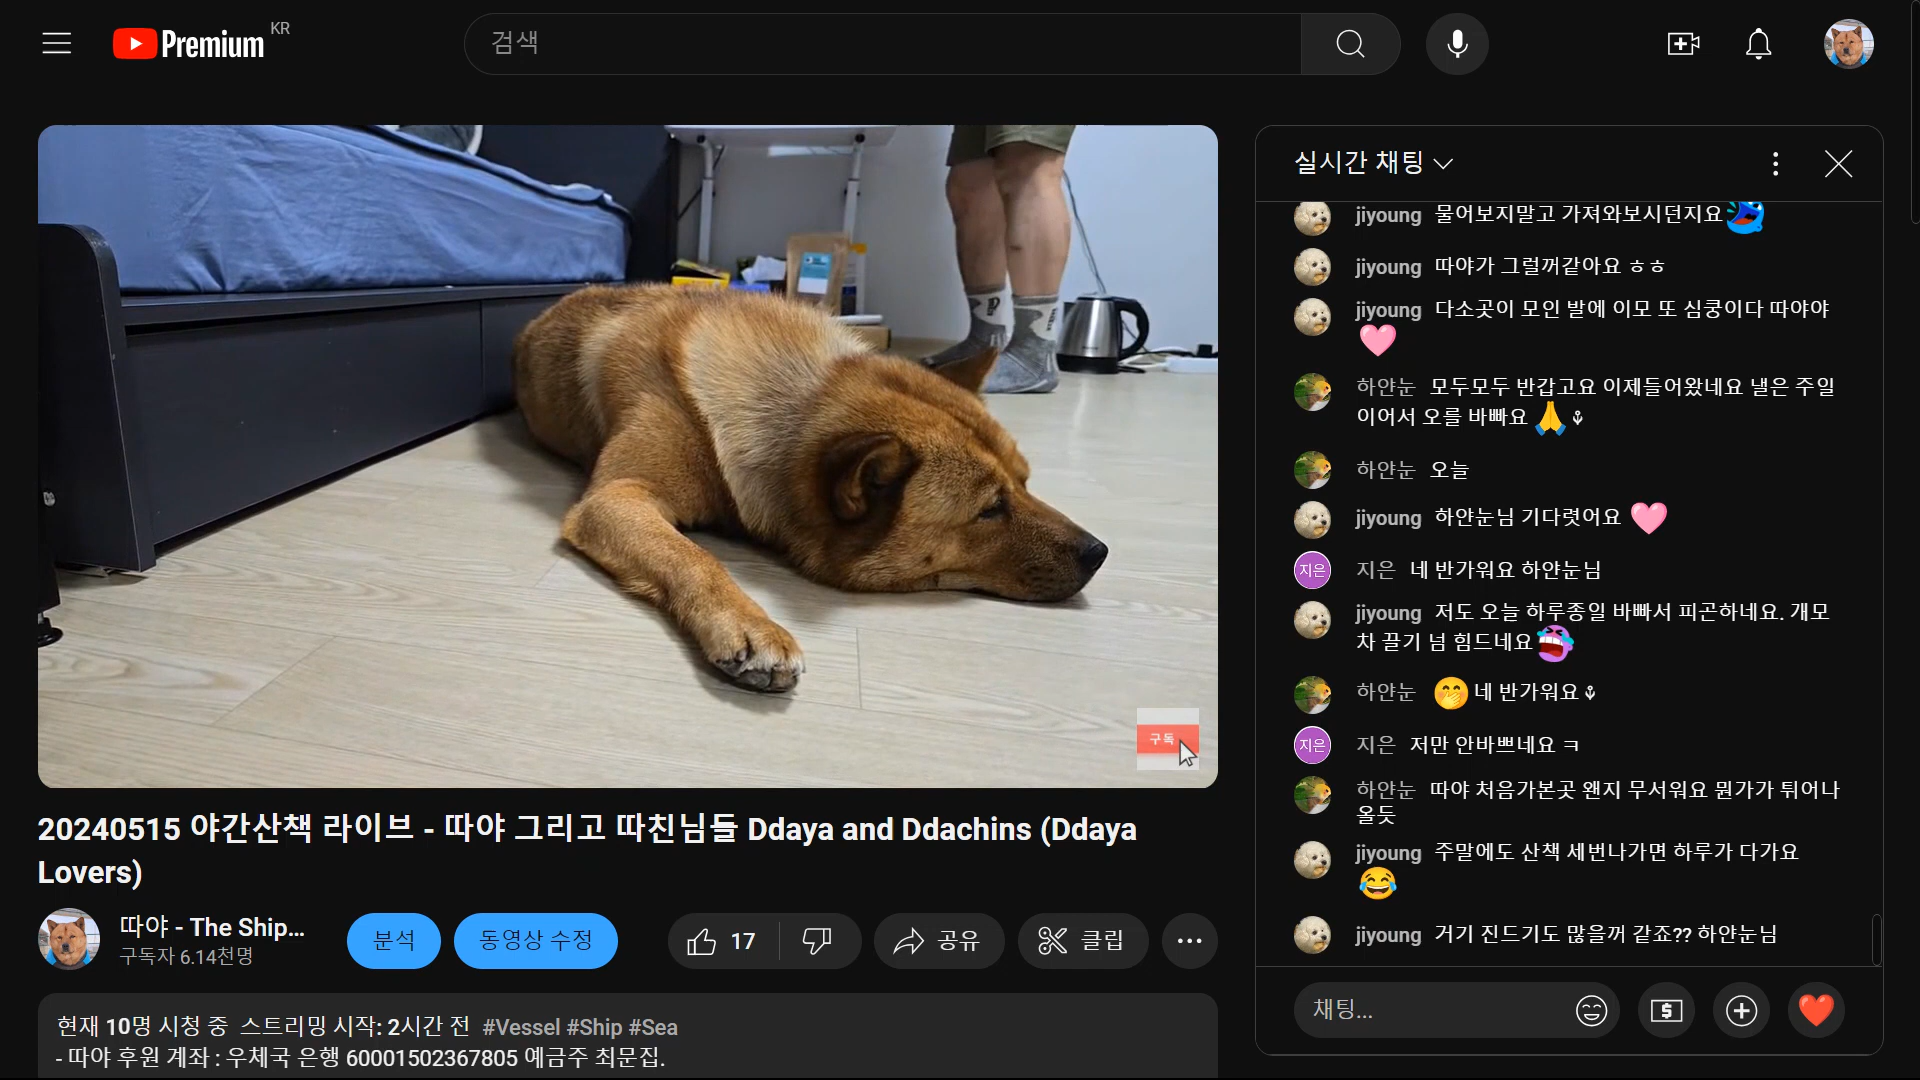 Premium KR
검색
구독
20240515 야간산책 라이브 - 따야 그리고 따친님들 Ddaya and Ddachins (Ddaya
Lovers)
따야 - The Ship...
구독자 6.14천명
분석
동영상 수정
17
공유
클립
현재 10명 시청 중 스트리밍 시작: 2시간 전 #Vessel #Ship #Sea
- 따야 후원 계좌 : 우체국 은행 60001502367805 예금주 최문집.
실시간 채팅
jiyoung 물어보지말고 가져와보시던지요
jiyoung 따야가 그럴꺼같아요 ㅎㅎ
jiyoung 다소곳이 모인 발에 이모 또 심쿵이다 따야야
🩷
하얀눈 모두모두 반갑고요 이제들어왔네요 낼은 주일
이어서 오를 바빠요 🙏⚓
하얀눈 오늘
jiyoung 하얀눈님 기다렷어요 🩷
지은 지은 네 반가워요 하얀눈님
jiyoung 저도 오늘 하루종일 바빠서 피곤하네요. 개모
차 끌기 넘 힘드네요
하얀눈 🤭 네 반가워요 ⚓
지은 지은 저만 안바쁘네요 ㅋ
하얀눈 따야 처음가본곳 왠지 무서워요 뭔가가 튀어나
올듯
jiyoung 주말에도 산책 세번나가면 하루가 다가요
😂
jiyoung 거기 진드기도 많을꺼 같죠?? 하얀눈님
채팅...